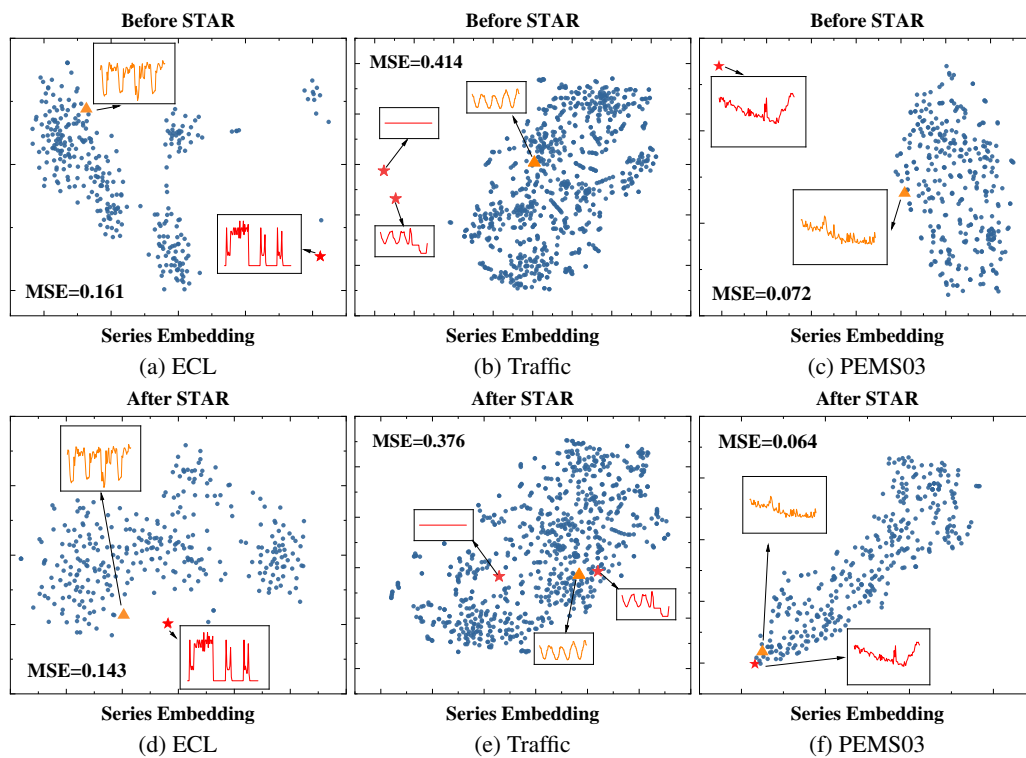 Before STAR
Before STAR
Before STAR
MSE=0.161
MSE=0.414
MSE=0.072
Series Embedding
Series Embedding
Series Embedding
(a) ECL
(b) Traffic
(c) PEMS03
After STAR
After STAR
After STAR
MSE=0.143
MSE=0.376
MSE=0.064
Series Embedding
Series Embedding
Series Embedding
(d) ECL
(e) Traffic
(f) PEMS03